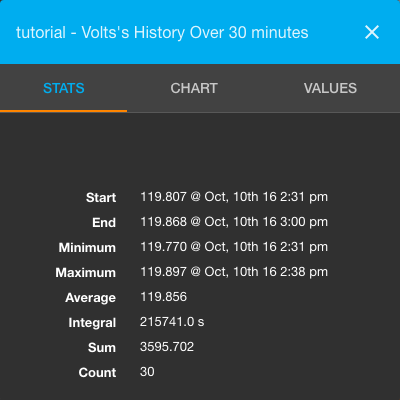 tutorial - Volts's History Over 30 minutes
STATS CHART VALUES
Start 119.807 @ Oct, 10th 16 2:31 pm
End 119.868 @ Oct, 10th 16 3:00 pm
Minimum 119.770 @ Oct, 10th 16 2:31 pm
Maximum 119.897 @ Oct, 10th 16 2:38 pm
Average 119.856
Integral 215741.0 s
Sum 3595.702
Count 30